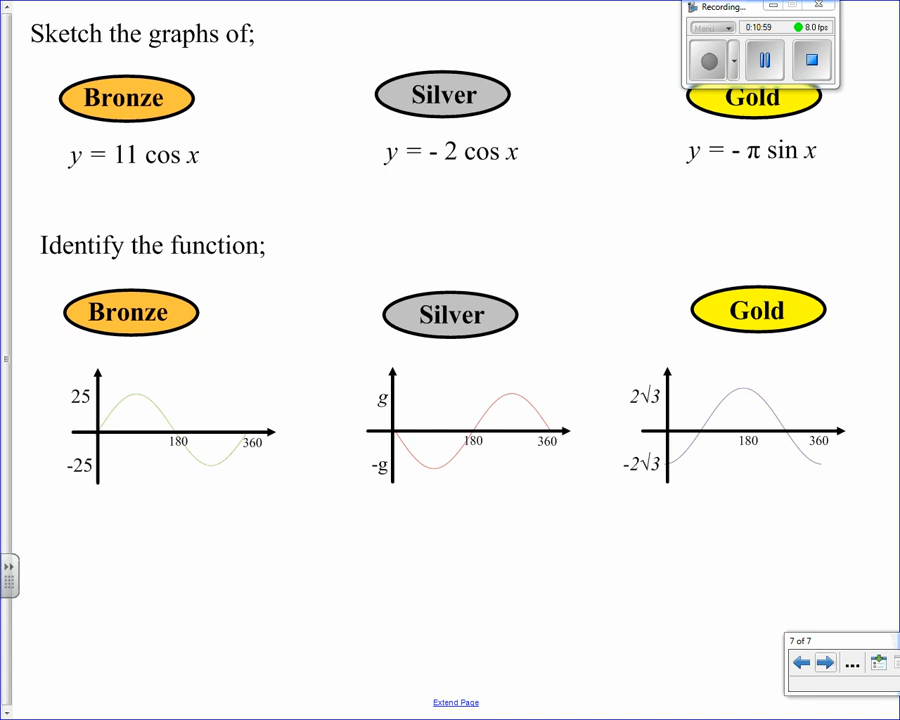 Sketch the graphs of;
Recording...
Menu
0:10:59
8.0 fps
Bronze
Silver
Gold
y = 11 cos x
y = - 2 cos x
y = - π sin x
Identify the function;
Bronze
Silver
Gold
25
-25
180
360
g
-g
180
360
2√3
-2√3
180
360
7 of 7
...
Extend Page